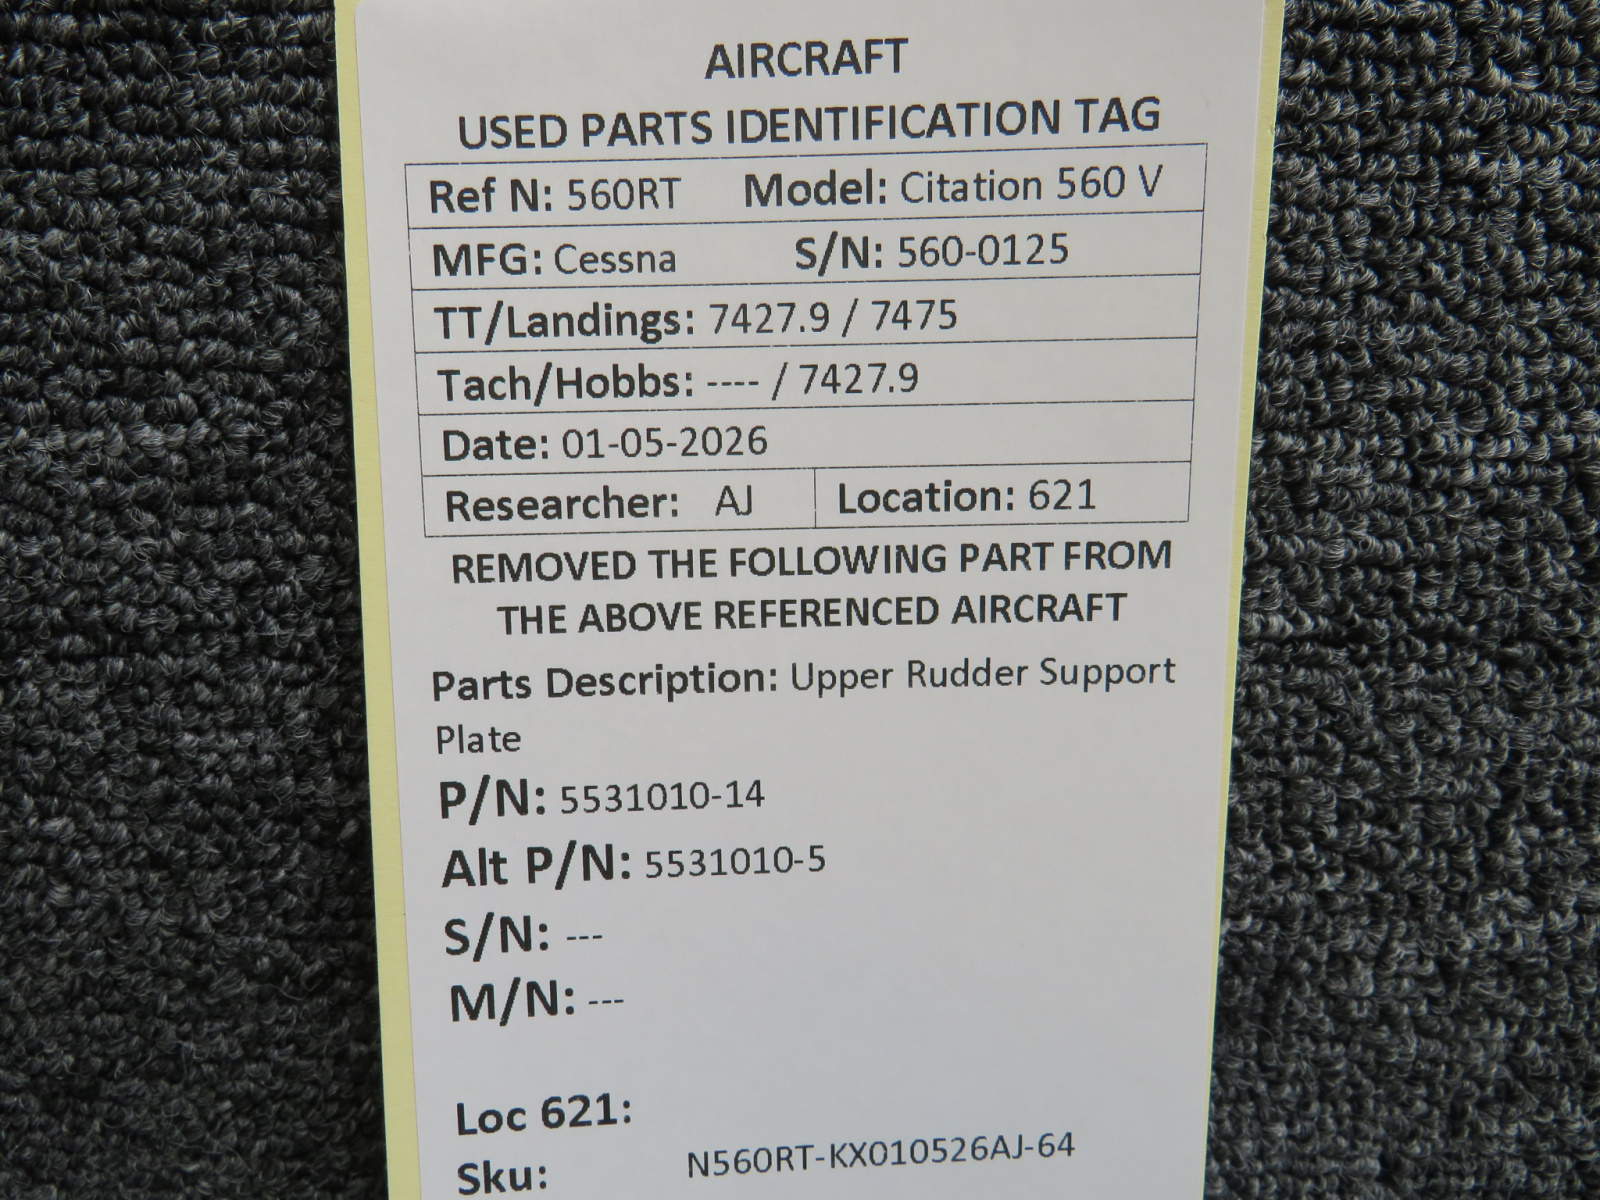 AIRCRAFT
USED PARTS IDENTIFICATION TAG
Ref N: 560RT Model: Citation 560 V
MFG: Cessna S/N: 560-0125
TT/Landings: 7427.9 / 7475
Tach/Hobbs: ---- / 7427.9
Date: 01-05-2026
Researcher: AJ Location: 621
REMOVED THE FOLLOWING PART FROM
THE ABOVE REFERENCED AIRCRAFT
Parts Description: Upper Rudder Support
Plate
P/N: 5531010-14
Alt P/N: 5531010-5
S/N: ---
M/N: ---
Loc 621:
Sku: N560RT-KX010526AJ-64